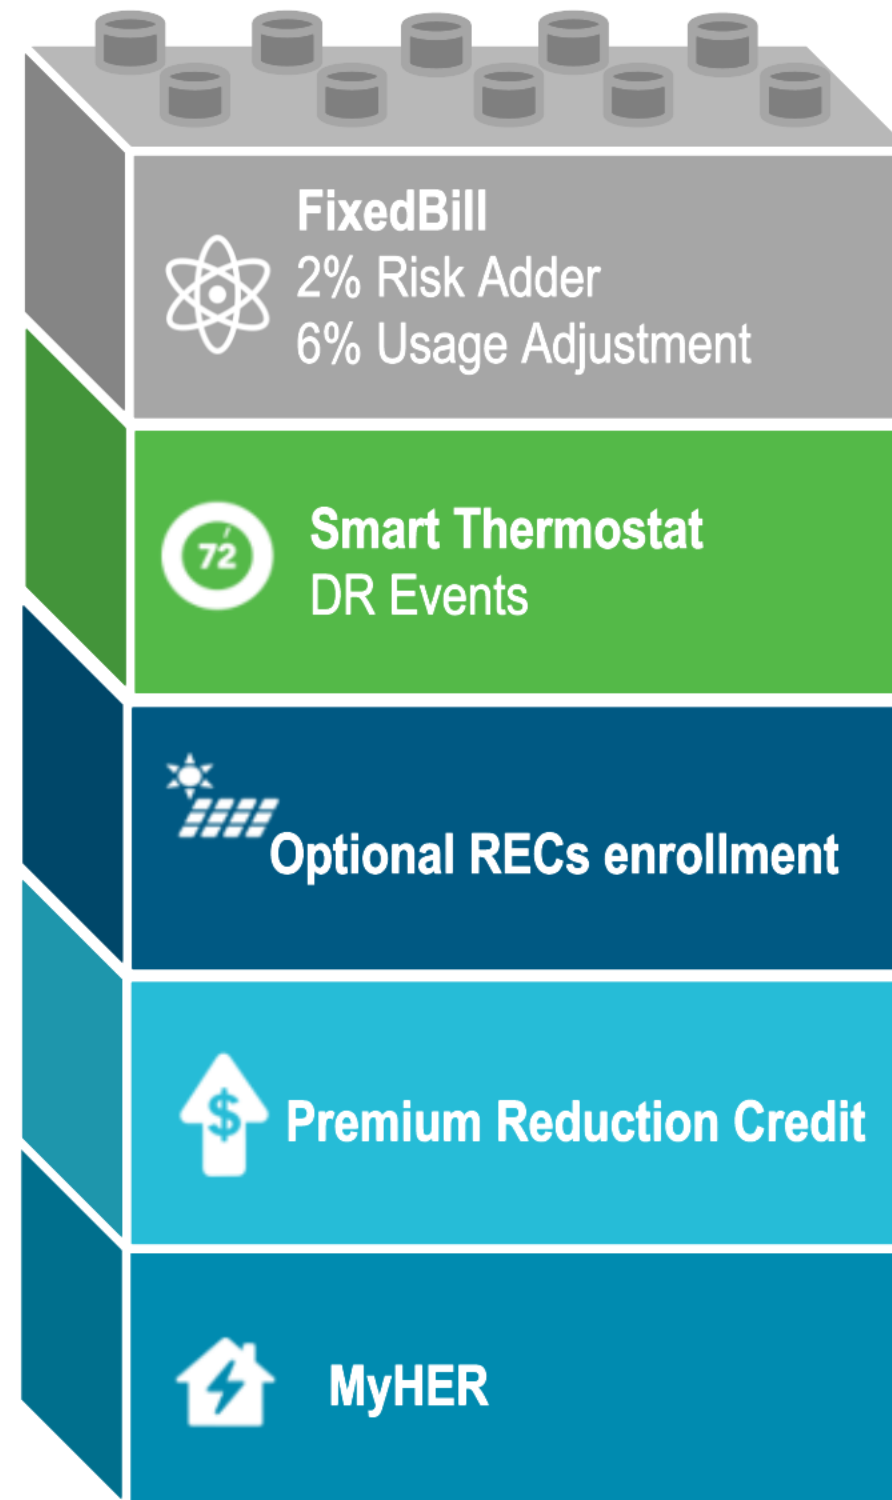 FixedBill
2% Risk Adder
6% Usage Adjustment
72
Smart Thermostat
DR Events
Optional RECs enrollment
$
Premium Reduction Credit
MyHER